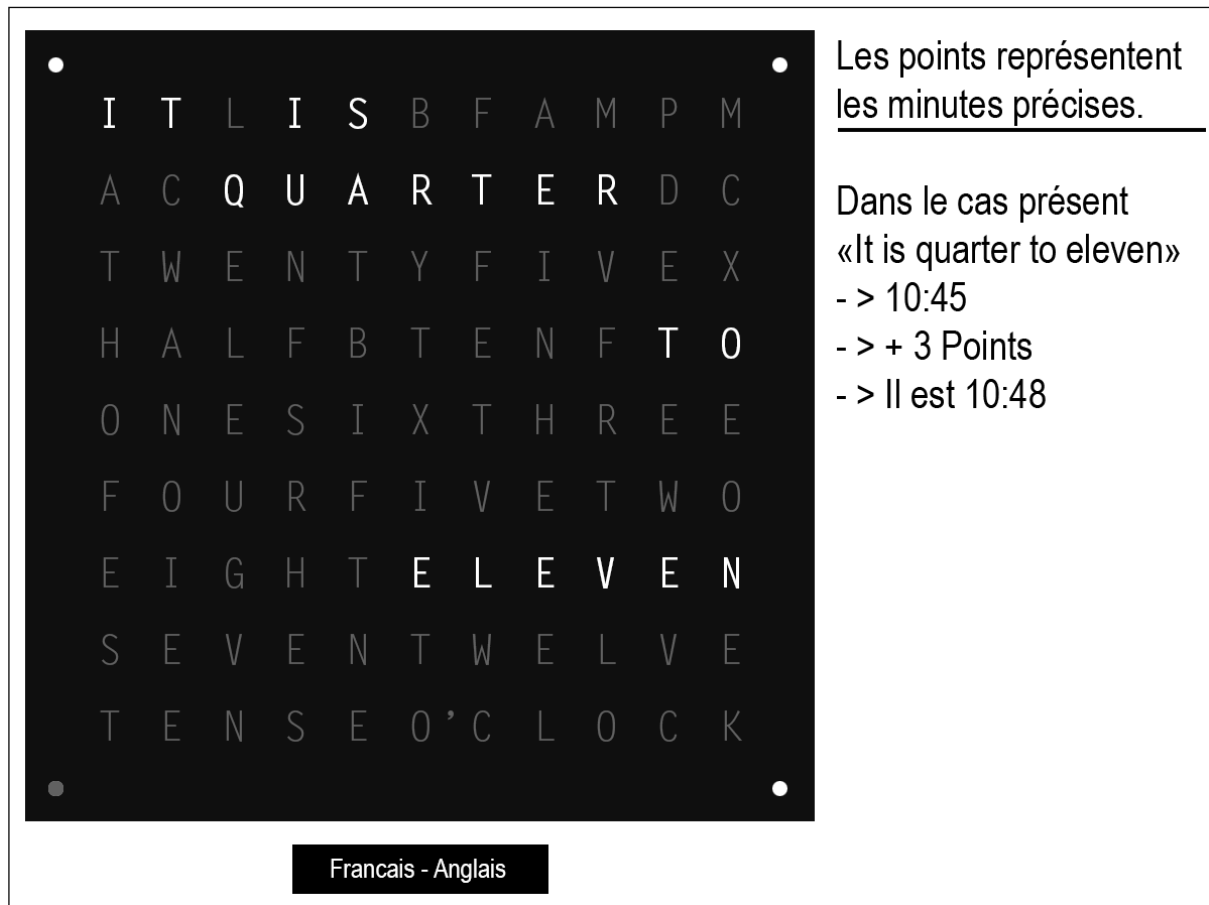 I T L I S B F A M P M
A C Q U A R T E R D C
T W E N T Y F I V E X
H A L F B T E N F T O
O N E S I X T H R E E
F O U R F I V E T W O
E I G H T E L E V E N
S E V E N T W E L V E
T E N S E O ' C L O C K
Francais - Anglais
Les points représentent
les minutes précises.
Dans le cas présent
«It is quarter to eleven»
- > 10:45
- > + 3 Points
- > Il est 10:48